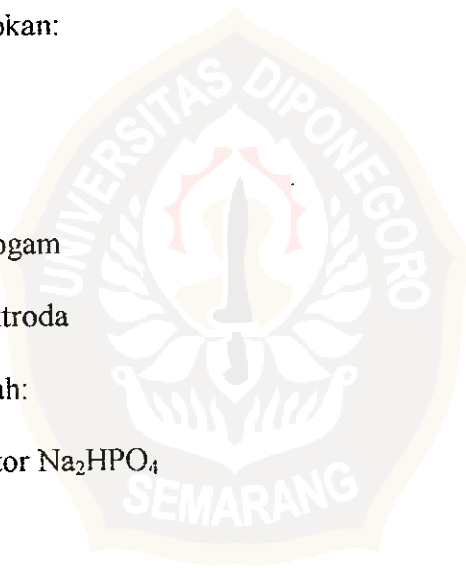 okan:
UNIVERSITAS DIPONEGORO
ogam
troda
ah:
tor Na₂HPO₄
SEMARANG